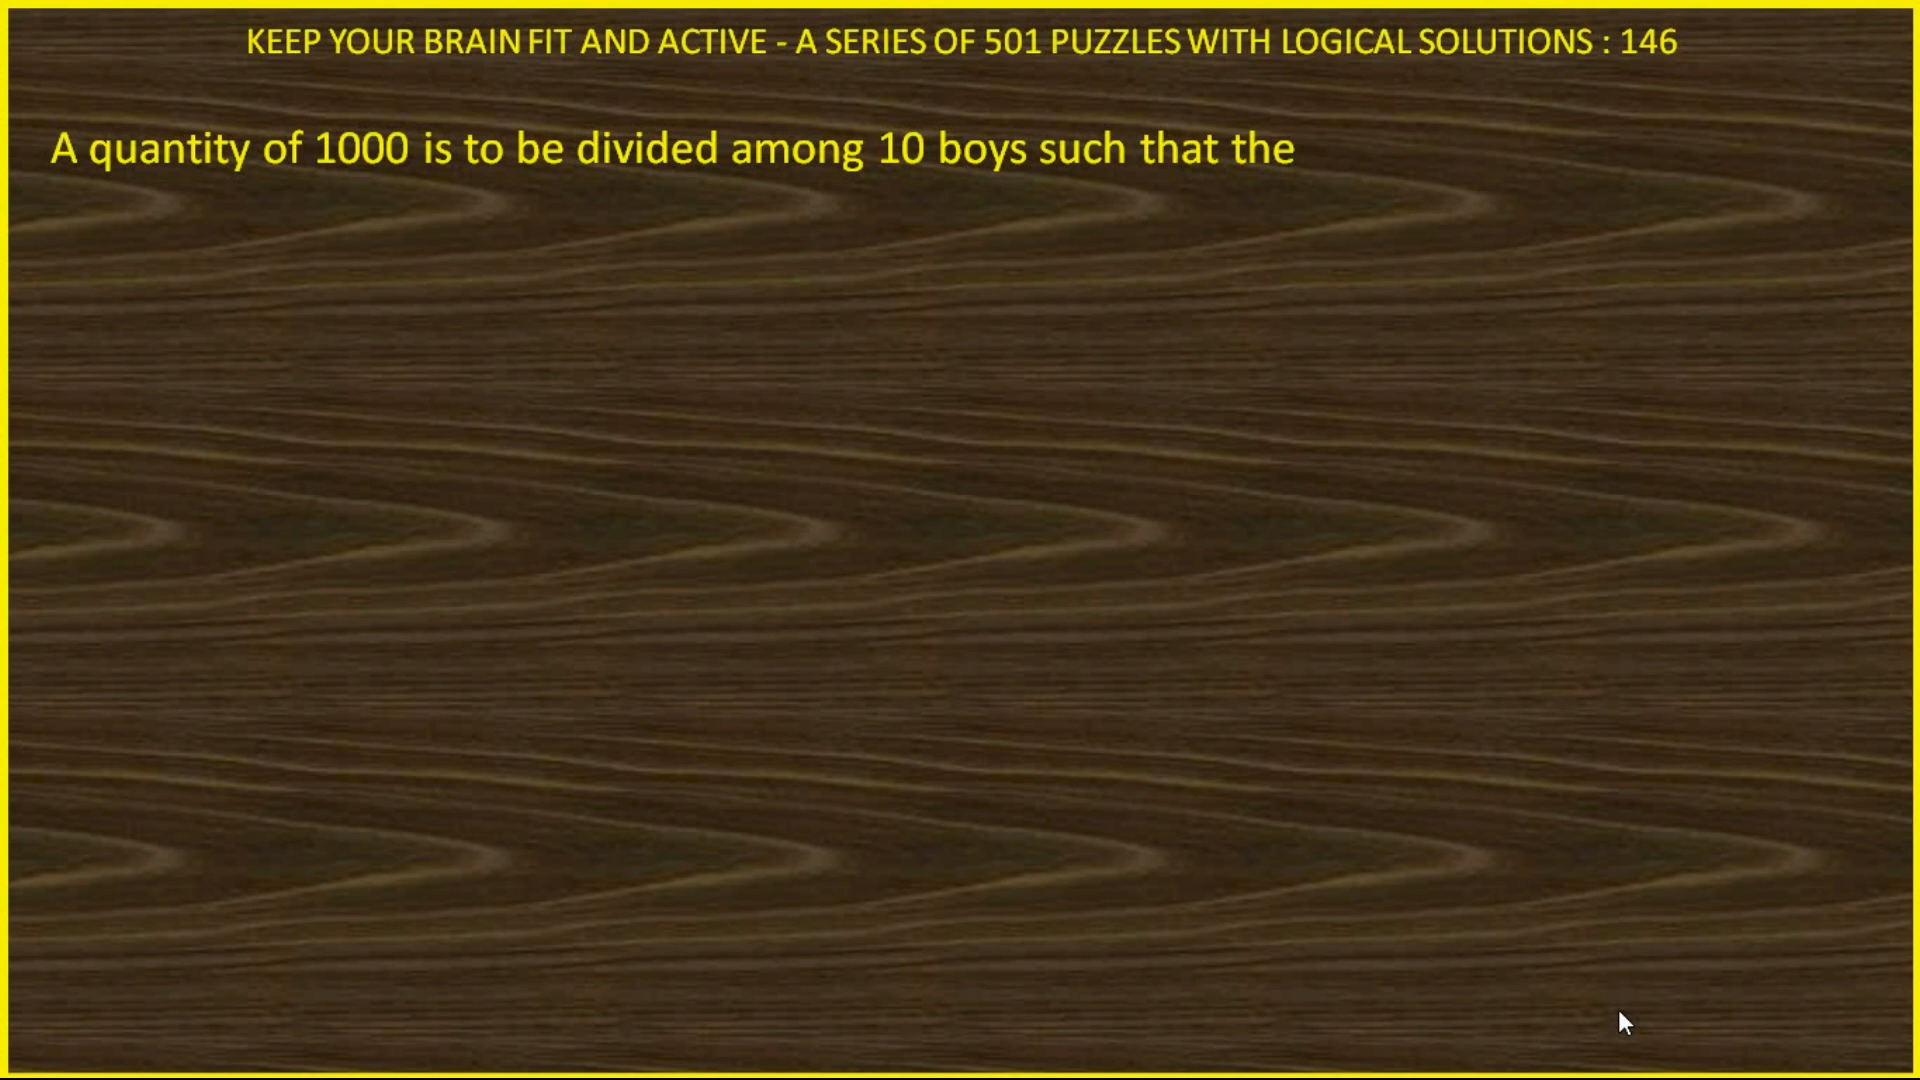 KEEP YOUR BRAIN FIT AND ACTIVE - A SERIES OF 501 PUZZLES WITH LOGICAL SOLUTIONS : 146
A quantity of 1000 is to be divided among 10 boys such that the